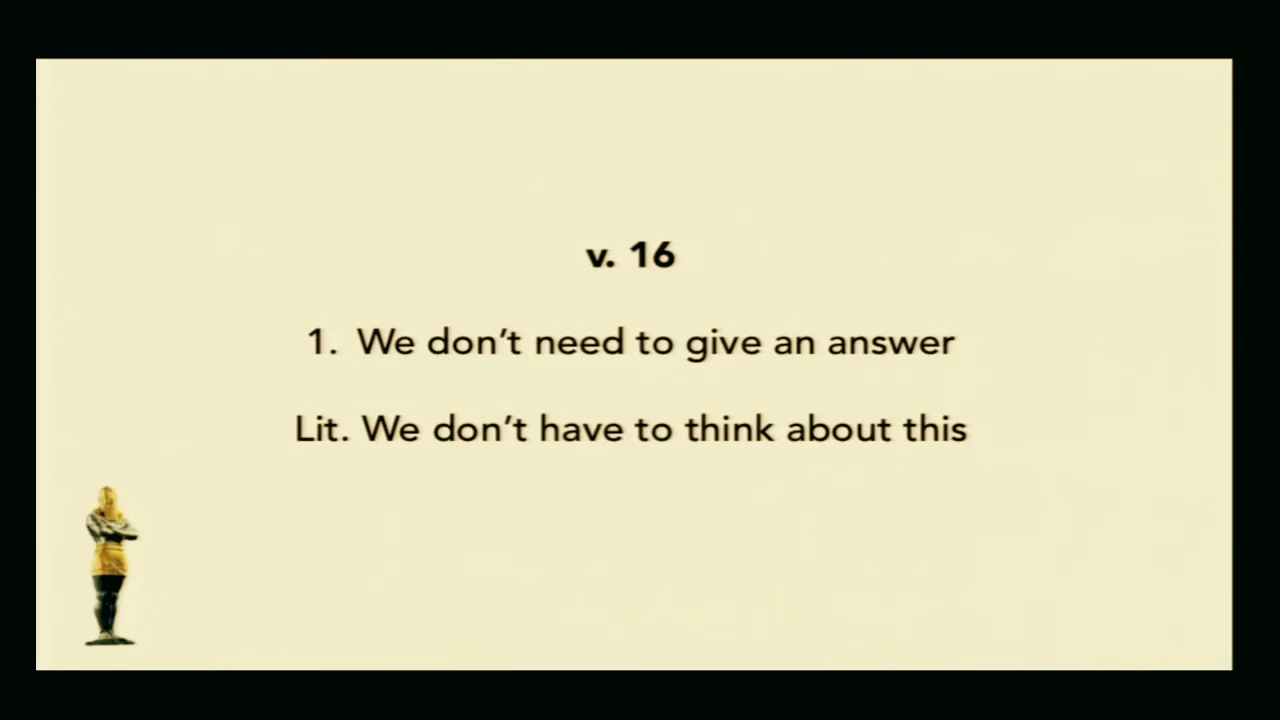 v. 16
1. We don’t need to give an answer
Lit. We don’t have to think about this